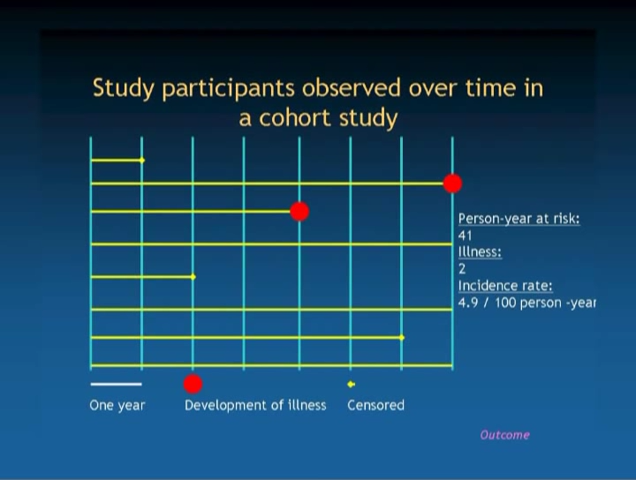 Study participants observed over time in
a cohort study
Person-year at risk:
41
Illness:
2
Incidence rate:
4.9 / 100 person -year
One year
Development of illness
Censored
Outcome